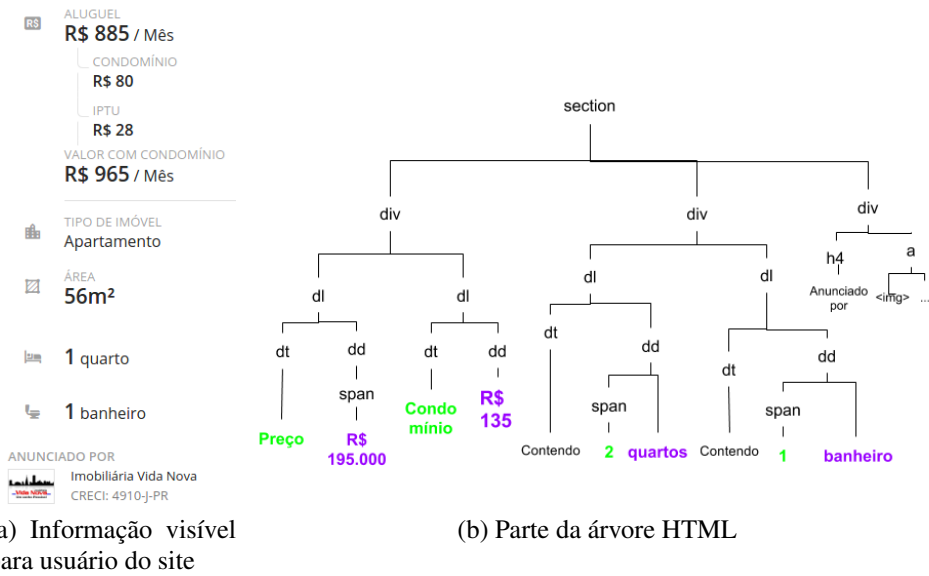 ALUGUEL
R$ R$ 885 / Mês
CONDOMÍNIO
R$ 80
IPTU
R$ 28
VALOR COM CONDOMÍNIO
R$ 965 / Mês
TIPO DE IMÓVEL
Apartamento
ÁREA
56m²
1 quarto
1 banheiro
ANUNCIADO POR
Imobiliária Vida Nova
CRECI: 4910-J-PR
VIDA NOVA
a) Informação visível
ara usuário do site
section
div div div
dl dl dl dl h4 a
Anunciado
por
<img> ...
dt dd dt dd dt dd dt dd
span span span
Preço
R$
195.000
Condo
mínio
R$
135
Contendo 2 quartos
Contendo 1 banheiro
(b) Parte da árvore HTML